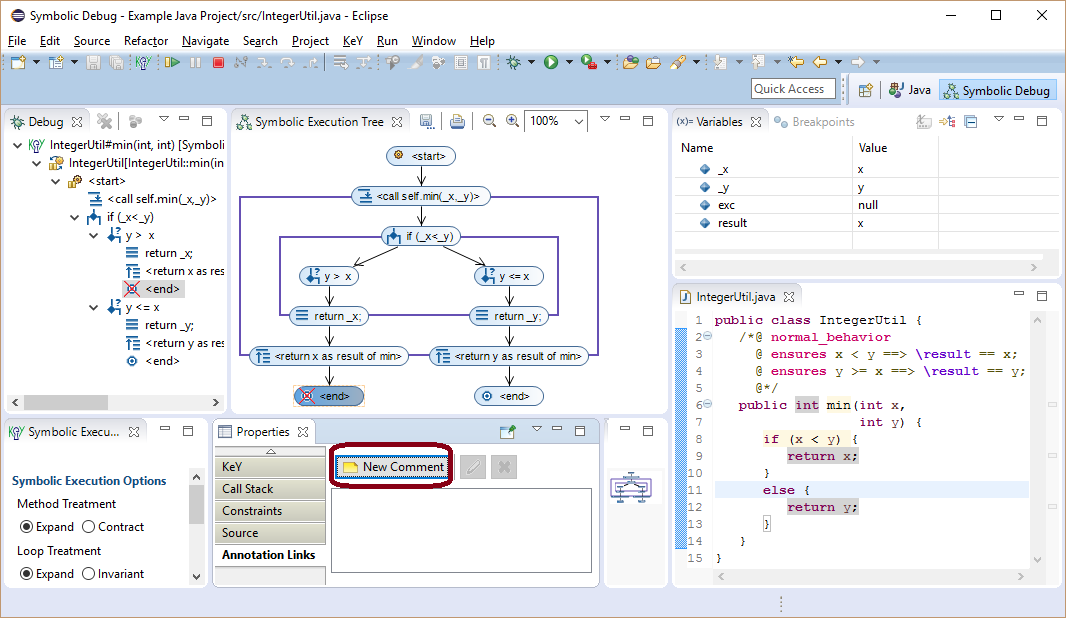 Symbolic Debug - Example Java Project/src/IntegerUtil.java - Eclipse
File Edit Source Refactor Navigate Search Project KeY Run Window Help
Quick Access
Java
Symbolic Debug
Debug
IntegerUtil#min(int, int) [Symboli
IntegerUtil[IntegerUtil::min(in
<start>
<call self.min(_x,_y)>
if (_x<_y)
y > x
return _x;
<return x as res
<end>
y <= x
return _y;
<return y as res
<end>
Symbolic Execution Tree
100%
<start>
<call self.min(_x,_y)>
if (_x<_y)
y > x
y <= x
return _x;
return _y;
<return x as result of min>
<return y as result of min>
<end>
<end>
(x)= Variables
Breakpoints
Name Value
_x x
_y y
exc null
result x
IntegerUtil.java
1 public class IntegerUtil {
2 /*@ normal_behavior
3 @ ensures x < y ==> \result == x;
4 @ ensures y >= x ==> \result == y;
5 @*/
6 public int min(int x,
7 int y) {
8 if (x < y) {
9 return x;
10 }
11 else {
12 return y;
13 }
14 }
15 }
Symbolic Execu...
Symbolic Execution Options
Method Treatment
Expand Contract
Loop Treatment
Expand Invariant
Properties
KeY
Call Stack
Constraints
Source
Annotation Links
New Comment